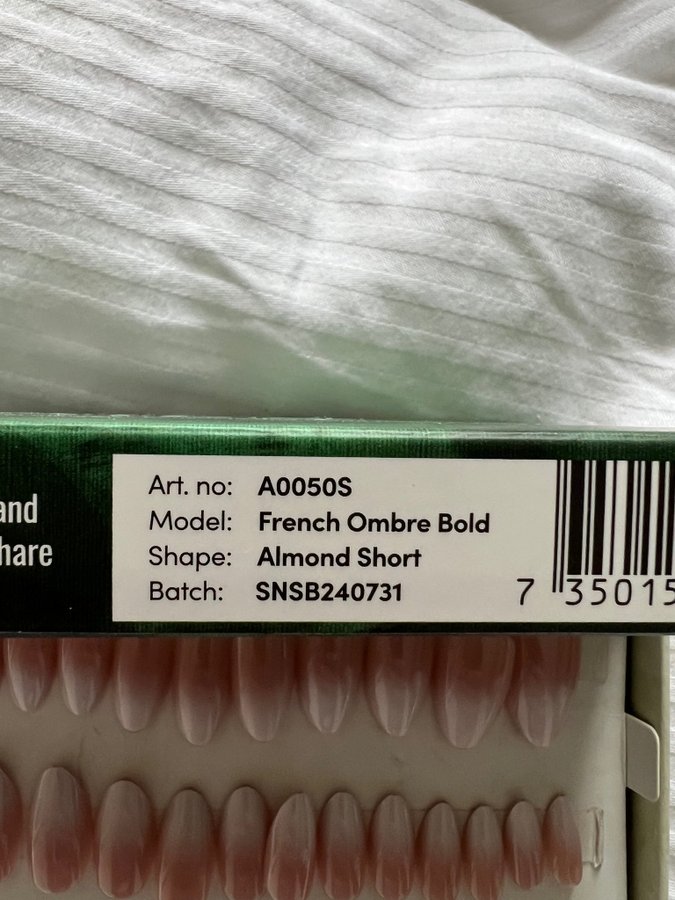 and
hare
Art. no: A0050S
Model: French Ombre Bold
Shape: Almond Short
Batch: SNSB240731
7 35015